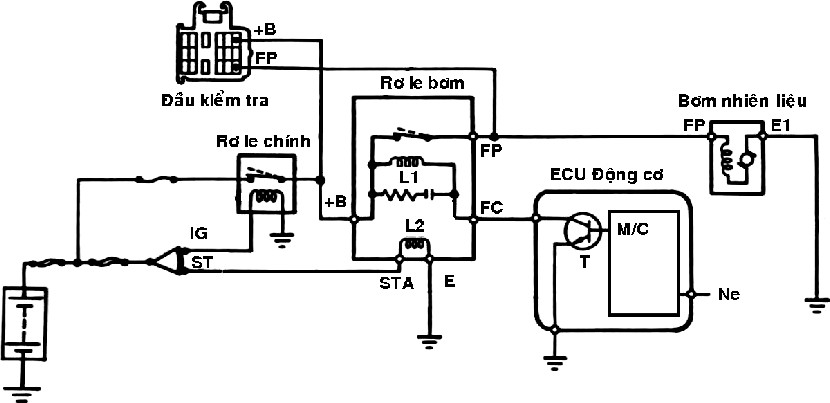 +B
FP
Đầu kiểm tra
Rơ le bơm
Bơm nhiên liệu
FP
E1
Rơ le chính
FP
L1
ECU Động cơ
+B
FC
L2
M/C
IG
ST
T
STA
E
Ne